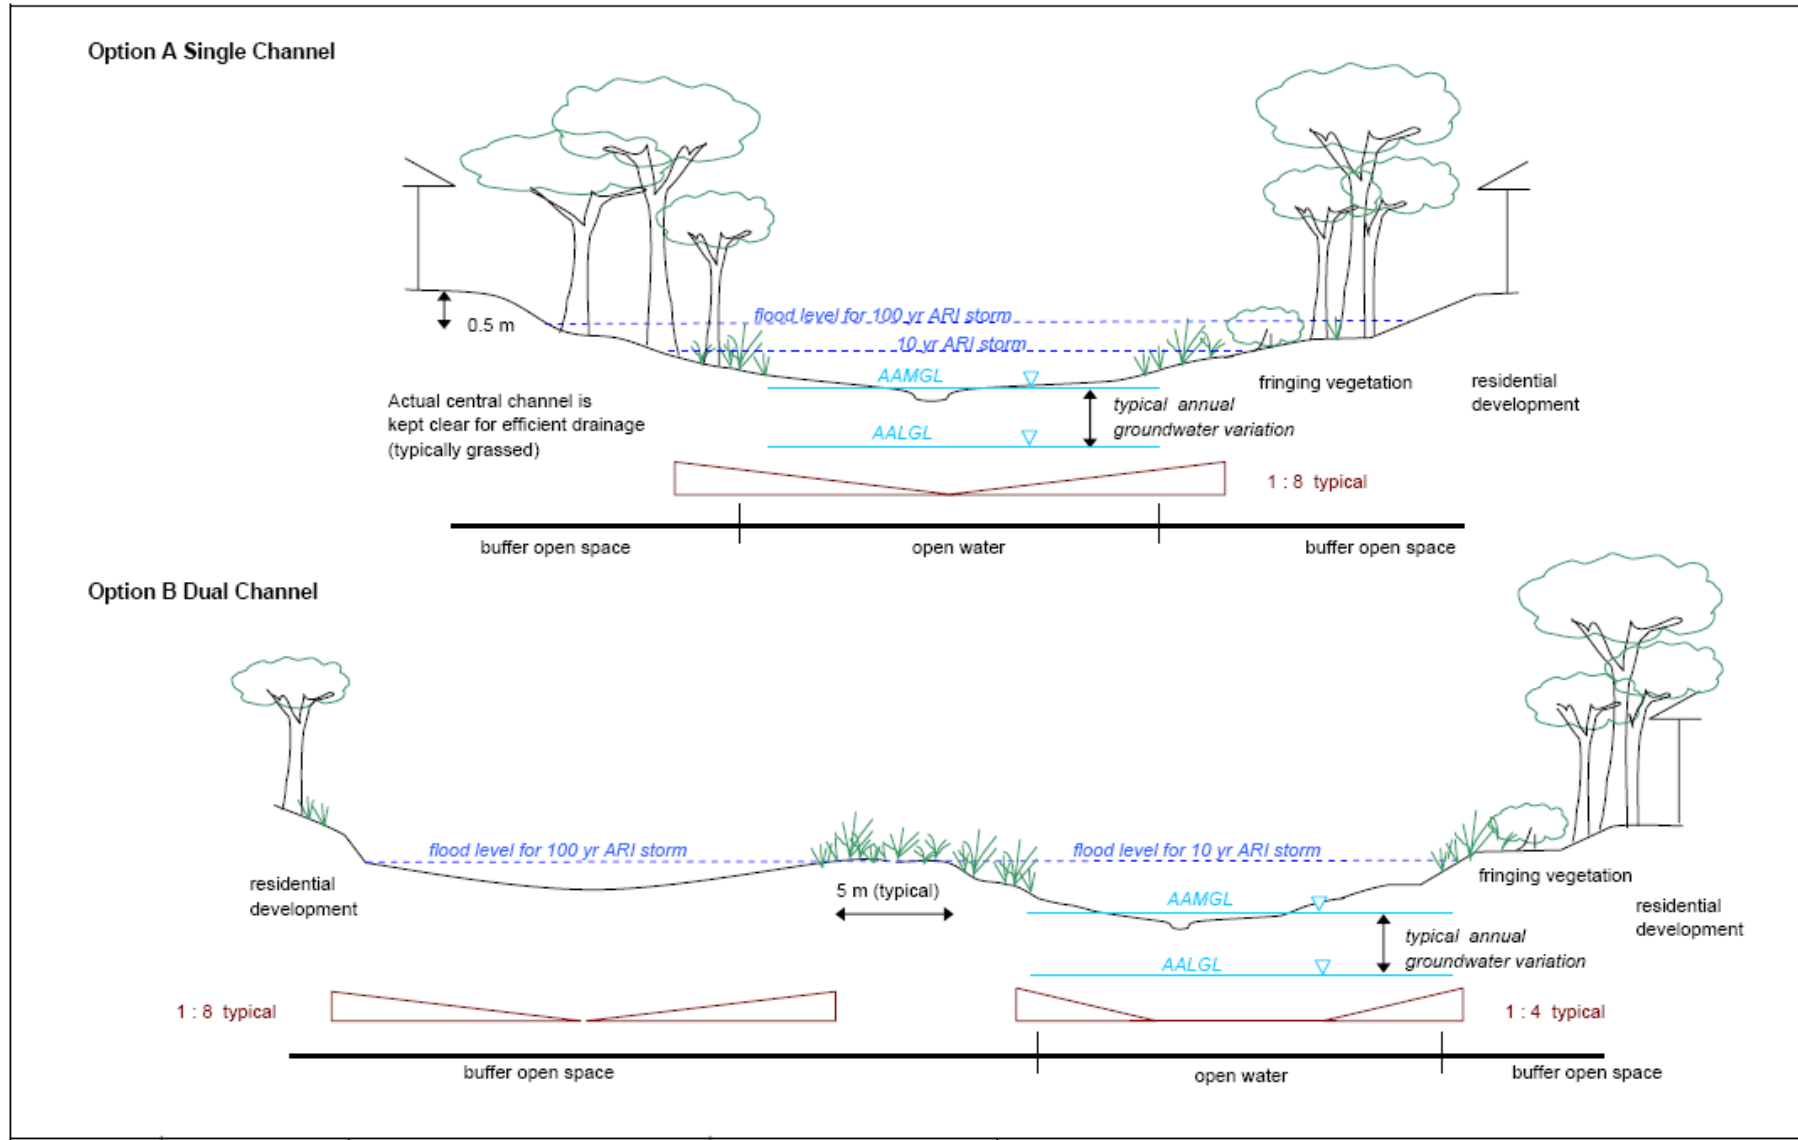 Option A Single Channel
0.5 m
flood level for 100 yr ARI storm
10 yr ARI storm
AAMGL
AALGL
typical annual
groundwater variation
fringing vegetation
residential
development
Actual central channel is
kept clear for efficient drainage
(typically grassed)
1 : 8 typical
buffer open space
open water
buffer open space
Option B Dual Channel
flood level for 100 yr ARI storm
flood level for 10 yr ARI storm
residential
development
5 m (typical)
AAMGL
AALGL
typical annual
groundwater variation
fringing vegetation
residential
development
1 : 8 typical
1 : 4 typical
buffer open space
open water
buffer open space